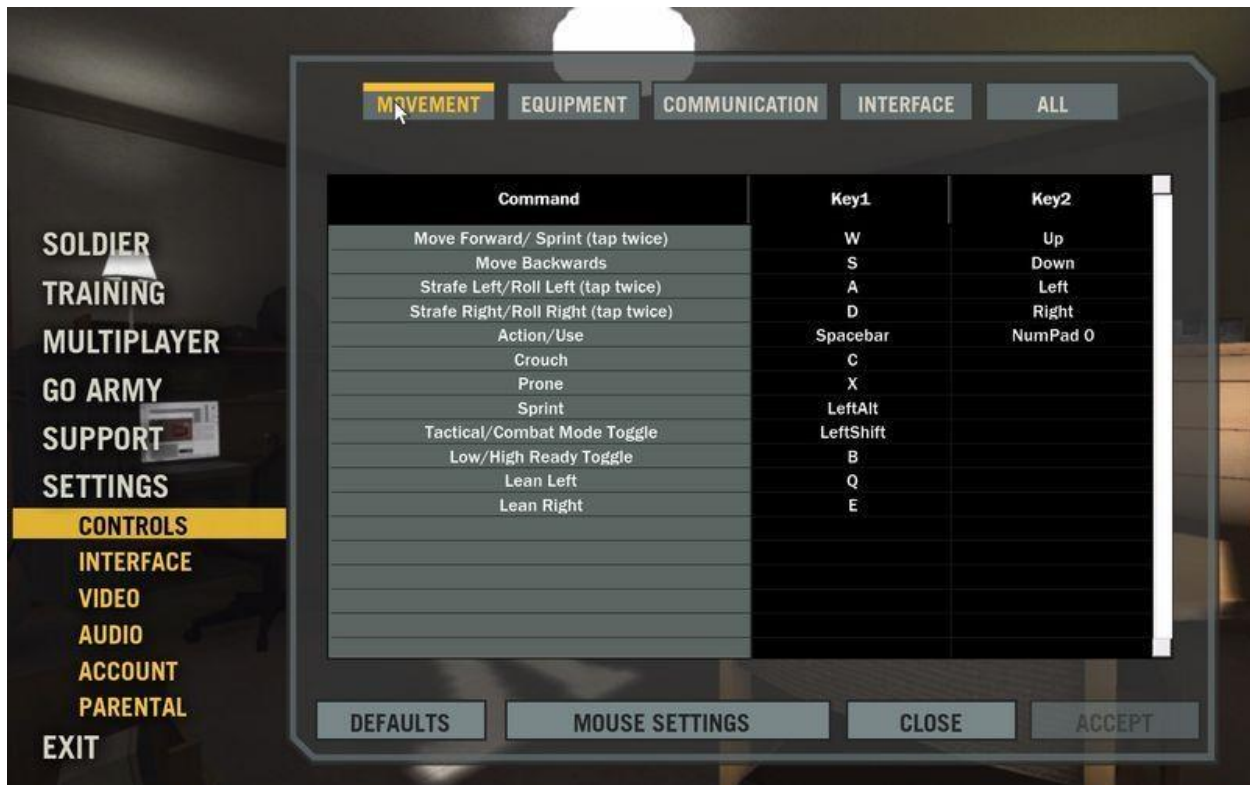 MOVEMENT EQUIPMENT COMMUNICATION INTERFACE ALL
Command Key1 Key2
Move Forward/ Sprint (tap twice) W Up
Move Backwards S Down
Strafe Left/Roll Left (tap twice) A Left
Strafe Right/Roll Right (tap twice) D Right
Action/Use Spacebar NumPad 0
Crouch C
Prone X
Sprint LeftAlt
Tactical/Combat Mode Toggle LeftShift
Low/High Ready Toggle B
Lean Left Q
Lean Right E
SOLDIER
TRAINING
MULTIPLAYER
GO ARMY
SUPPORT
SETTINGS
CONTROLS
INTERFACE
VIDEO
AUDIO
ACCOUNT
PARENTAL
EXIT
DEFAULTS MOUSE SETTINGS CLOSE ACCEPT